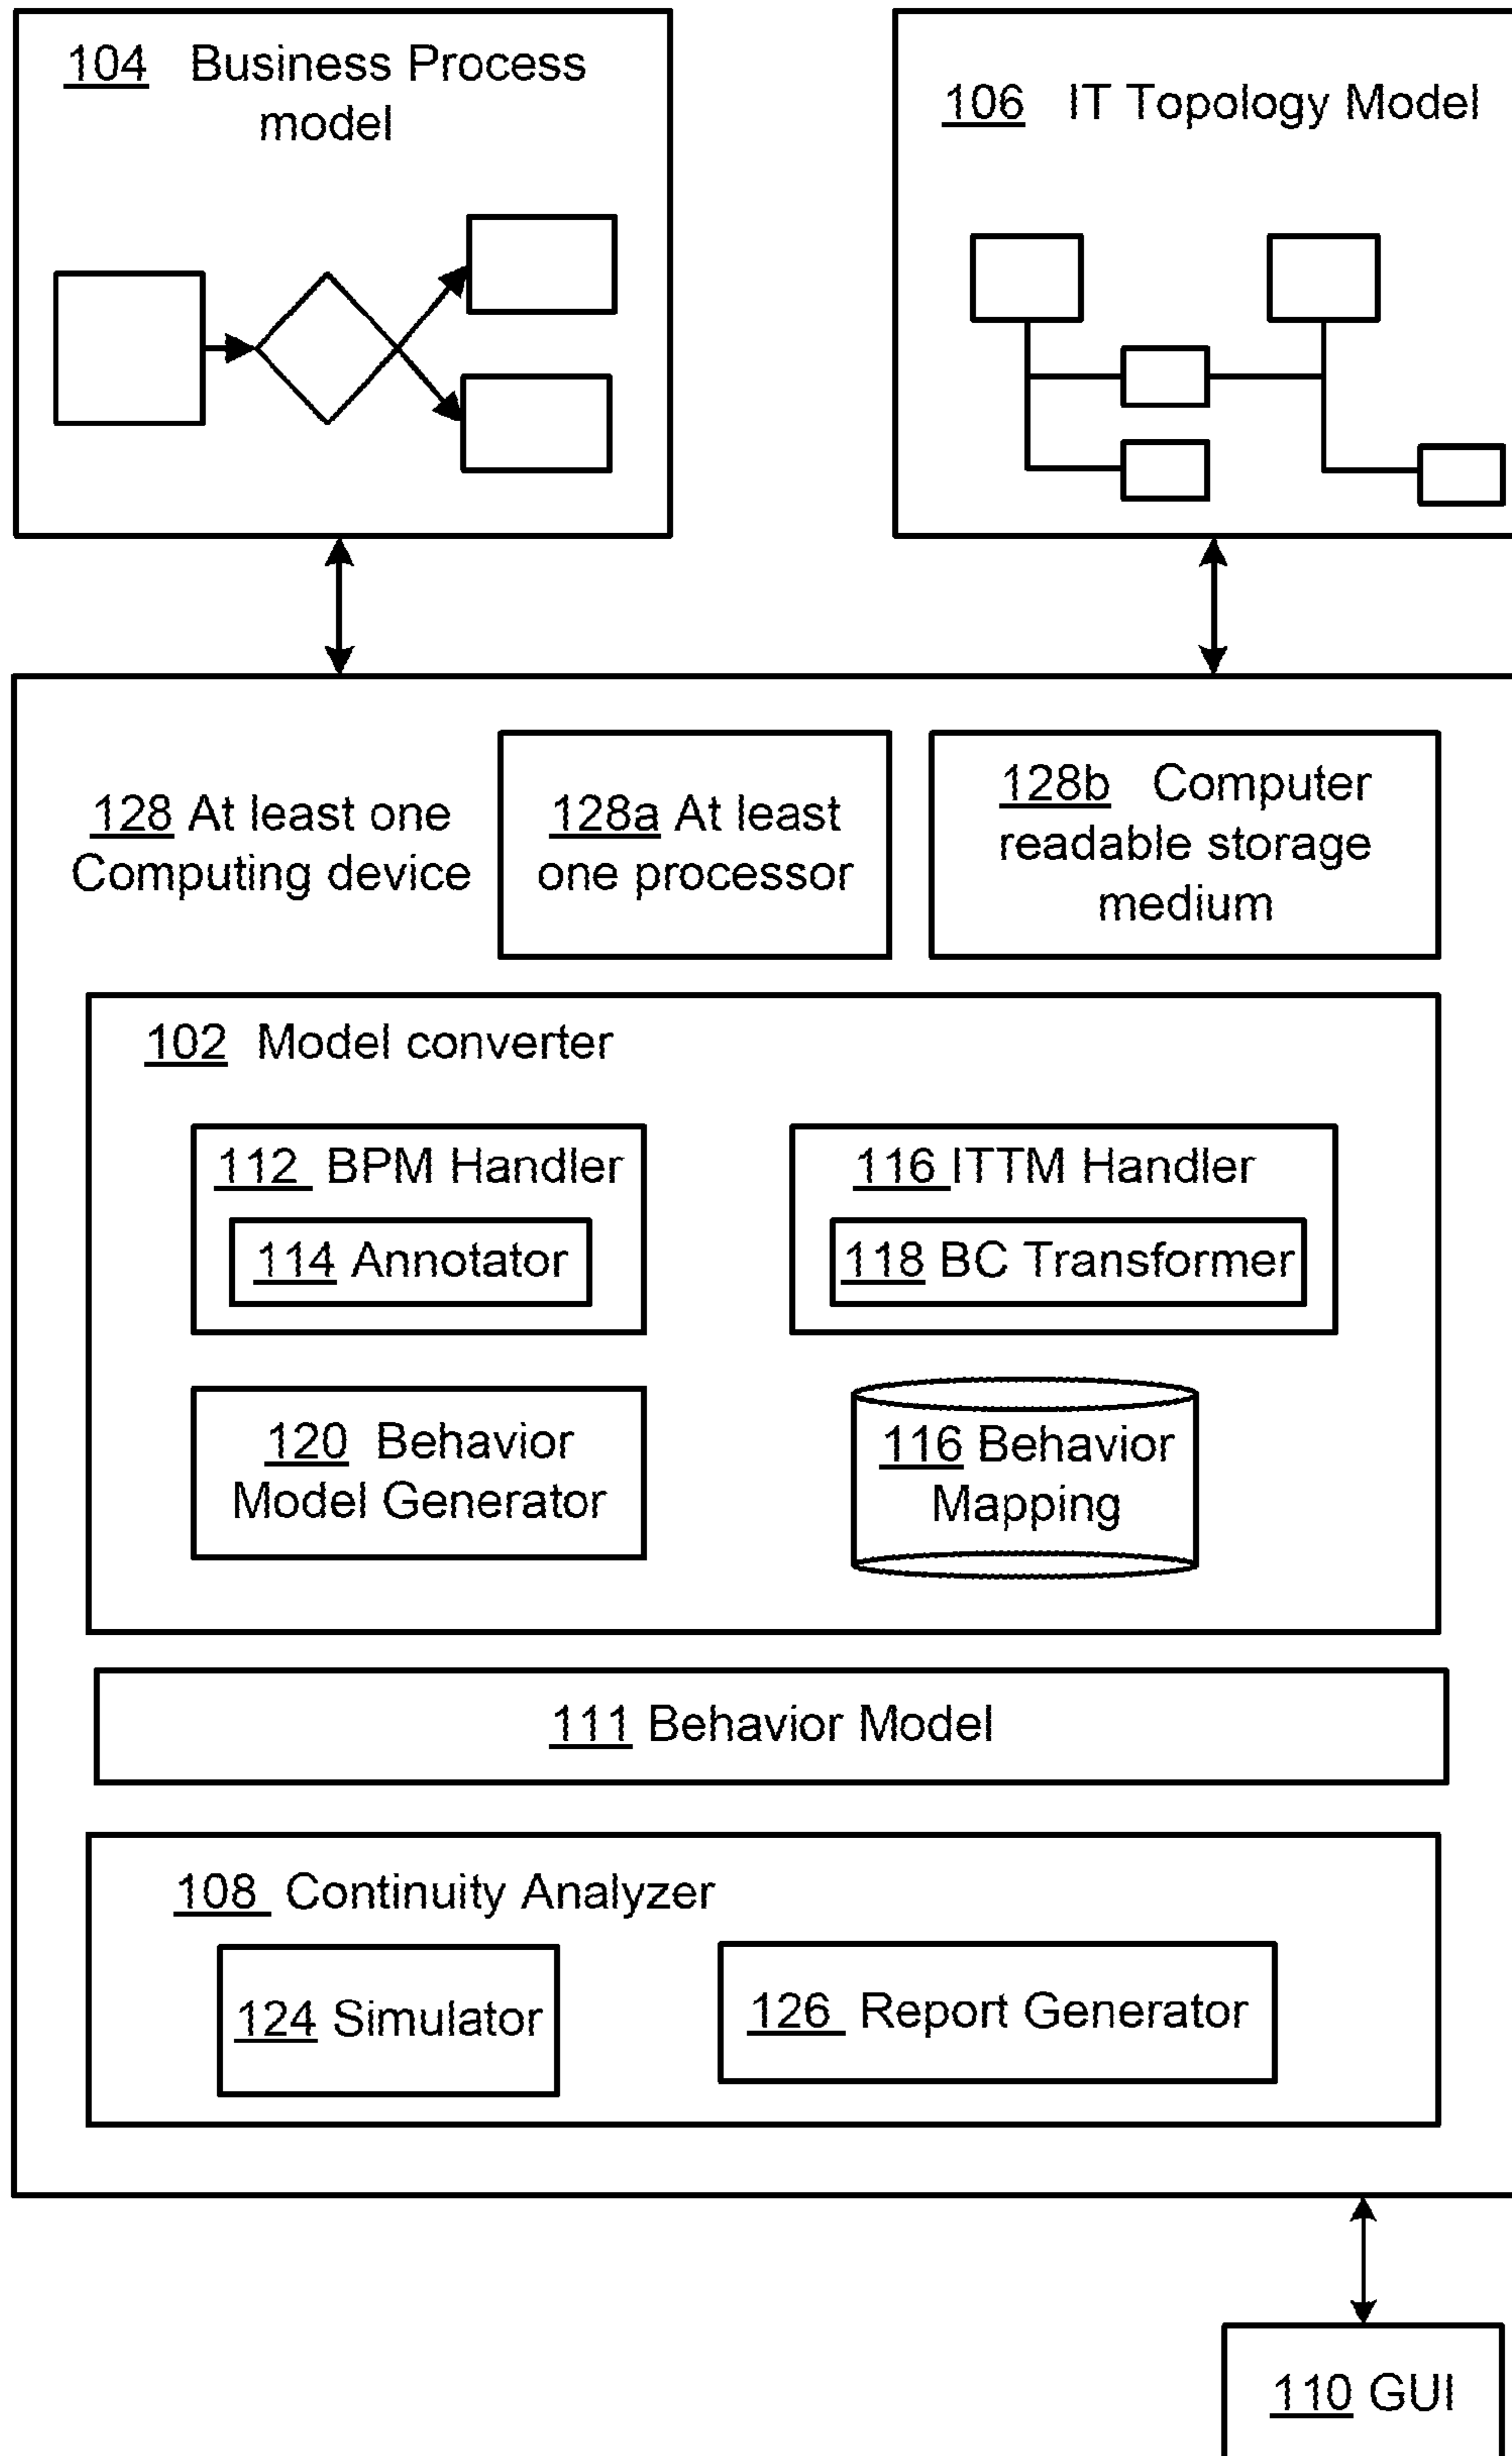 104 Business Process
model
106 IT Topology Model
128 At least one
Computing device
128a At least
one processor
128b Computer
readable storage
medium
102 Model converter
112 BPM Handler
114 Annotator
116 ITTM Handler
118 BC Transformer
120 Behavior
Model Generator
116 Behavior
Mapping
111 Behavior Model
108 Continuity Analyzer
124 Simulator
126 Report Generator
110 GUI